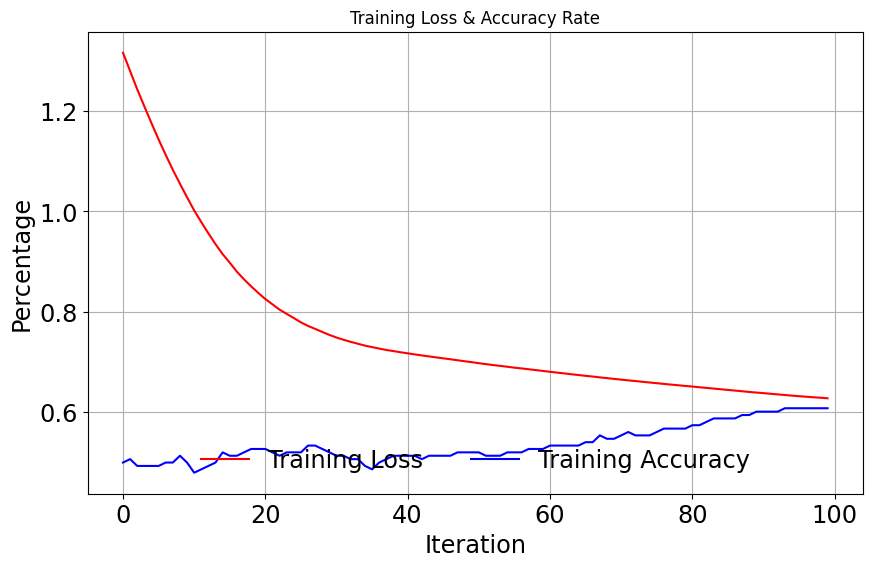 Training Loss & Accuracy Rate
Percentage
1.2
1.0
0.8
0.6
Training Loss Training Accuracy
0 20 40 60 80 100
Iteration